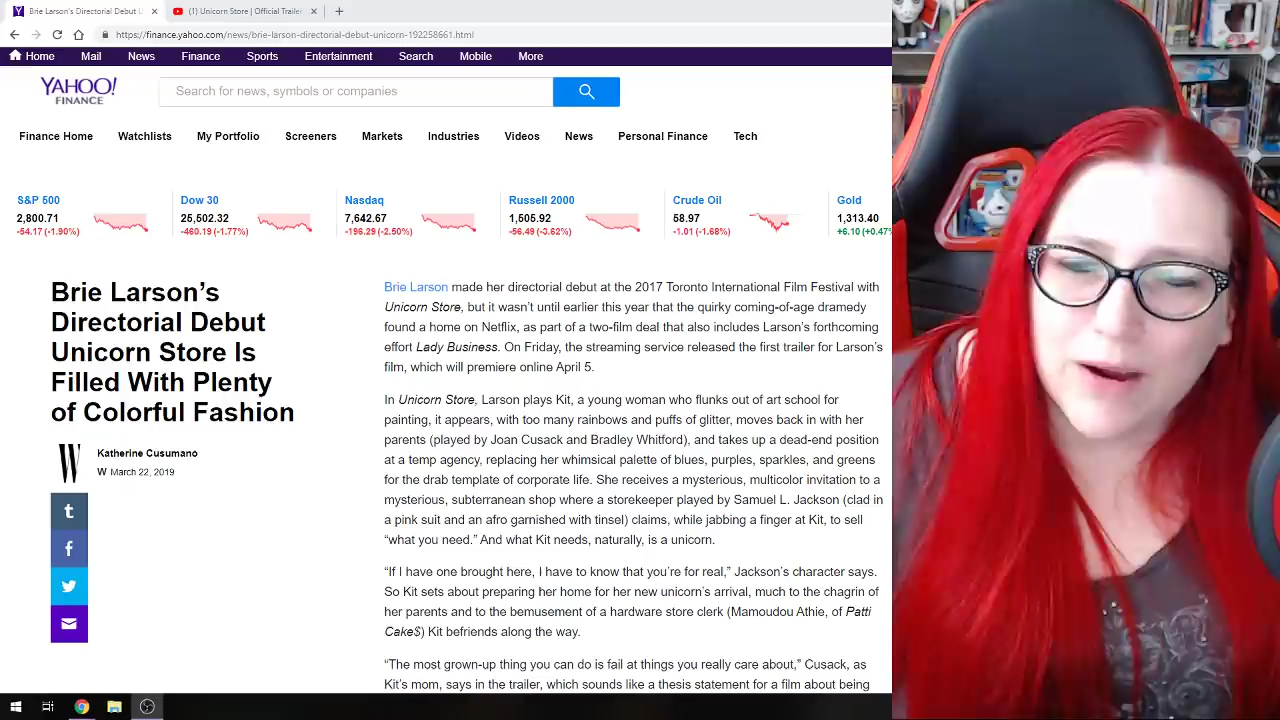 Brie Larson's Directorial Debut U
(1) Unicorn Store | Official Trailer
https://finance.yahoo.com/news/brie-larson-directorial-debut-unicorn-192258661.html
Home Mail News Finance Sports Entertainment Search Mobile More
YAHOO!
FINANCE
Search for news, symbols or companies
Finance Home Watchlists My Portfolio Screeners Markets Industries Videos News Personal Finance Tech
S&P 500 Dow 30 Nasdaq Russell 2000 Crude Oil Gold
2,800.71 25,502.32 7,642.67 1,505.92 58.97 1,313.40
-54.17 (-1.90%) -460.19 (-1.77%) -196.29 (-2.50%) -56.49 (-3.62%) -1.01 (-1.68%) +6.10 (+0.47%
Brie Larson’s
Directorial Debut
Unicorn Store Is
Filled With Plenty
of Colorful Fashion
W
Katherine Cusumano
W March 22, 2019
Brie Larson made her directorial debut at the 2017 Toronto International Film Festival with
Unicorn Store, but it wasn’t until earlier this year that the quirky coming-of-age dramedy
found a home on Netflix, as part of a two-film deal that also includes Larson’s forthcoming
effort Lady Business. On Friday, the streaming service released the first trailer for Larson’s
film, which will premiere online April 5.
In Unicorn Store, Larson plays Kit, a young woman who flunks out of art school for
painting, it appears, with too many rainbows and puffs of glitter, moves back in with her
parents (played by Joan Cusack and Bradley Whitford), and takes up a dead-end position
at a temp agency, replacing her whimsical palette of blues, purples, sparkles, and greens
for the drab template of corporate life. She receives a mysterious, multicolor invitation to a
mysterious, subterranean shop where a storekeeper played by Samuel L. Jackson (clad in
a pink suit and an afro garnished with tinsel) claims, while jabbing a finger at Kit, to sell
“what you need.” And what Kit needs, naturally, is a unicorn.
“If I have one brought here, I have to know that you’re for real,” Jackson’s character says.
So Kit sets about preparing her home for her new unicorn’s arrival, much to the chagrin of
her parents and to the bemusement of a hardware store clerk (Mamoudou Athie, of Patti
Cake$) Kit befriends along the way.
“The most grown-up thing you can do is fail at things you really care about,” Cusack, as
Kit’s mom, says in the trailer, which sounds like a thesis statement for a film about being